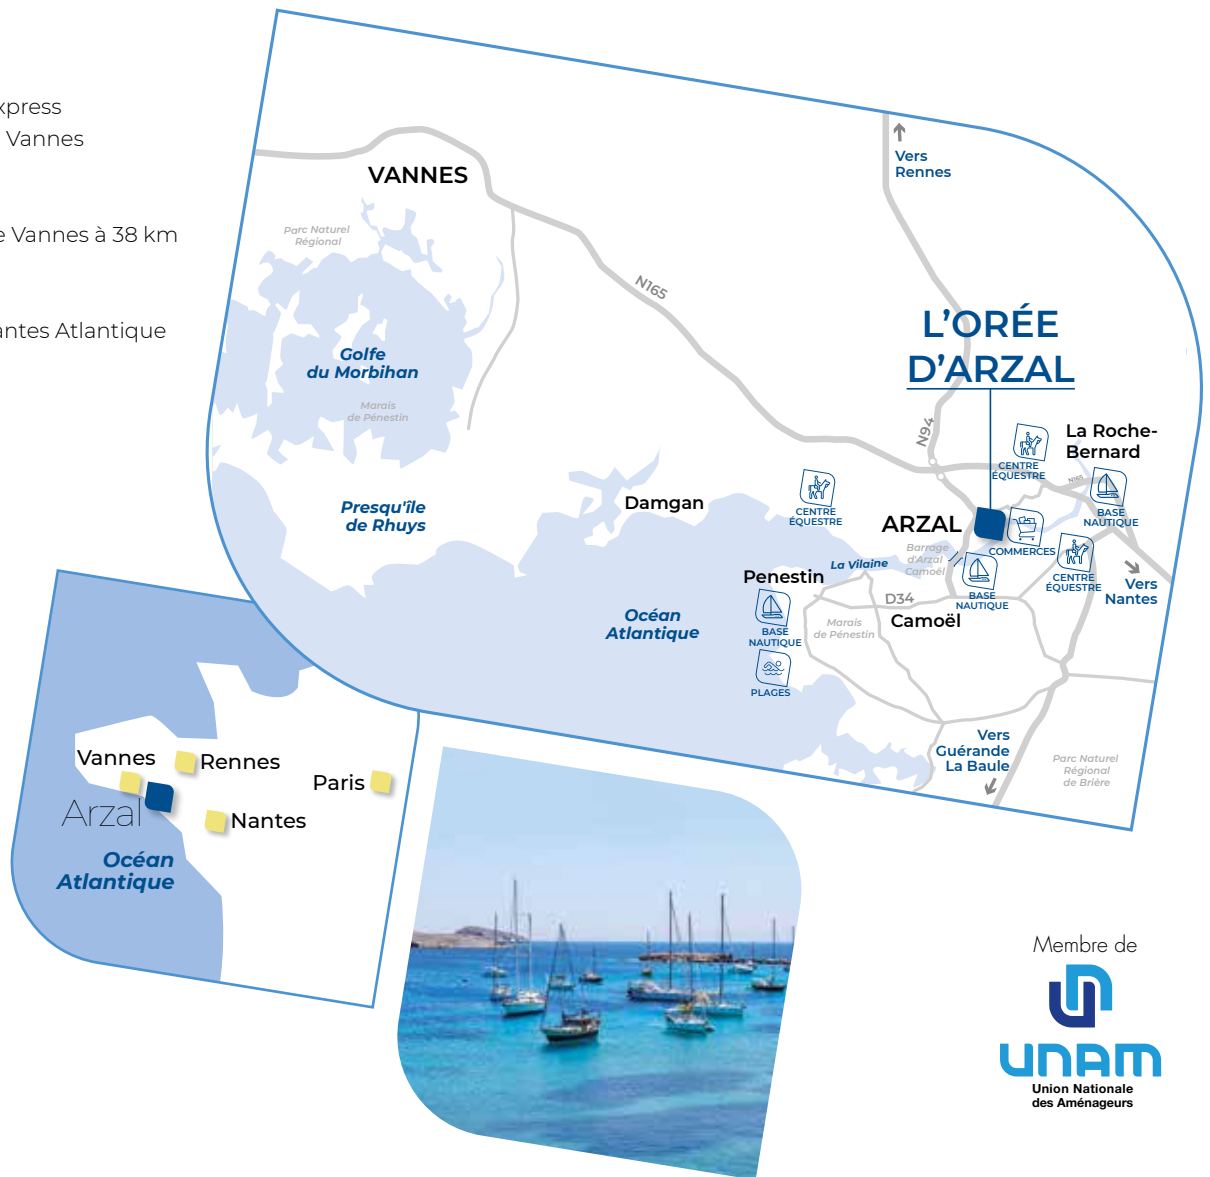 xpress
Vannes
e Vannes à 38 km
antes Atlantique
VANNES
Parc Naturel
Régional
Golfe
du Morbihan
Marais
de Pénestin
Presqu'île
de Rhuys
N165
Vers
Rennes
L'ORÉE
D'ARZAL
N94
La Roche-
Bernard
CENTRE
ÉQUESTRE
N165
BASE
NAUTIQUE
Damgan
CENTRE
ÉQUESTRE
ARZAL
COMMERCES
Barrage
d'Arzal
Camoël
La Vilaine
CENTRE
ÉQUESTRE
Vers
Nantes
BASE
NAUTIQUE
Penestin
D34
Camoël
BASE
NAUTIQUE
Marais
de Pénestin
PLAGES
Océan
Atlantique
Vers
Guérande
La Baule
Parc Naturel
Régional
de Brière
Vannes
Rennes
Paris
Arzal
Nantes
Océan
Atlantique
Membre de
UNAM
Union Nationale
des Aménageurs